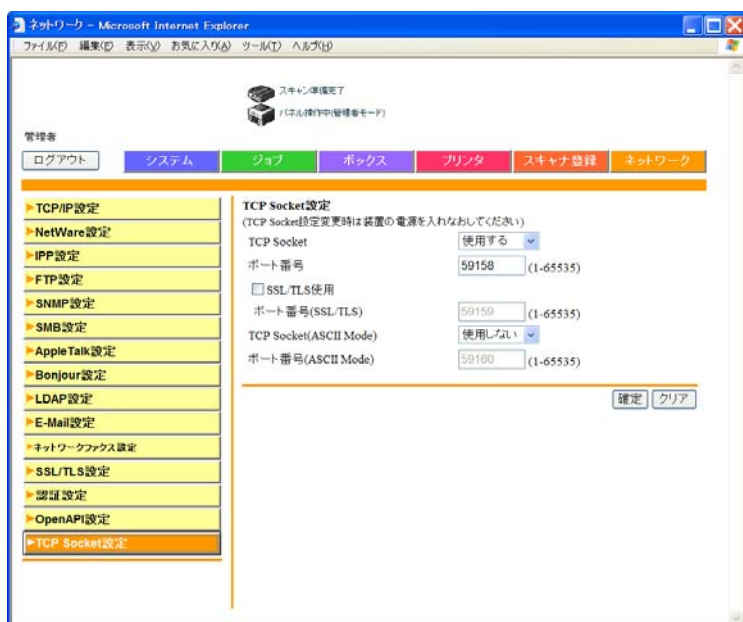 ネットワーク - Microsoft Internet Explorer
ファイル(F) 編集(E) 表示(V) お気に入り(A) ツール(T) ヘルプ(H)
スキャン準備完了
パネル操作中(管理者モード)
管理者
ログアウト システム ジョブ ボックス プリンタ スキャナ登録 ネットワーク
TCP/IP設定
NetWare設定
IPP設定
FTP設定
SNMP設定
SMB設定
AppleTalk設定
Bonjour設定
LDAP設定
E-Mail設定
ネットワークファクス設定
SSL/TLS設定
認証設定
OpenAPI設定
TCP Socket設定
TCP Socket設定
(TCP Socket設定変更時は装置の電源を入れなおしてください)
TCP Socket 使用する
ポート番号 59158 (1-65535)
SSL/TLS使用
ポート番号(SSL/TLS) 59159 (1-65535)
TCP Socket(ASCII Mode) 使用しない
ポート番号(ASCII Mode) 59160 (1-65535)
確定 クリア